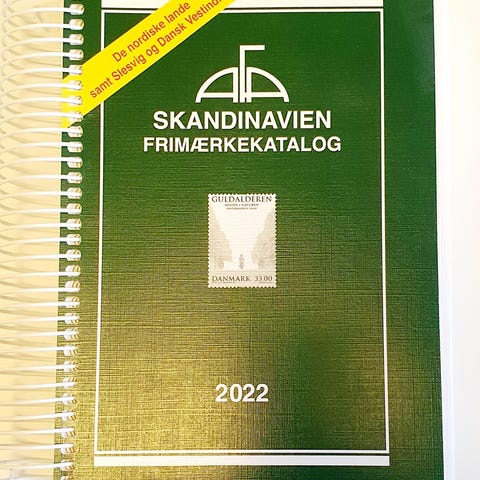 De nordiske lande
samt Slesvig og Dansk Vestindien
AFA
SKANDINAVIEN
FRIMÆRKEKATALOG
GULDALDEREN
DANMARK 33.00
2022